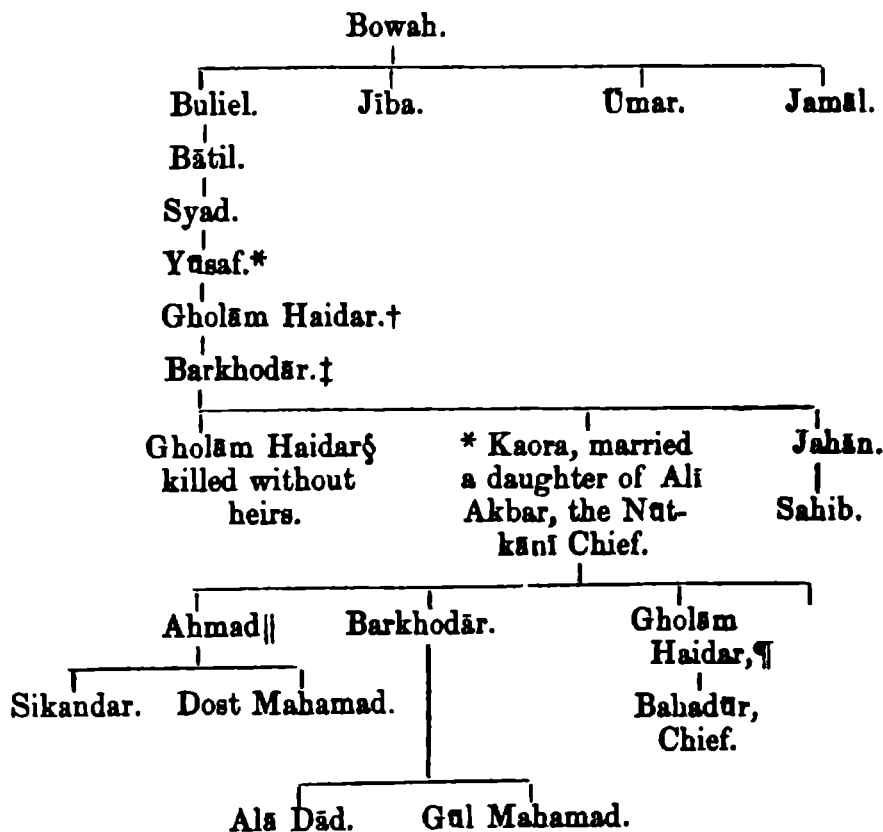 Bowah.
Buliel. Jība. Ūmar. Jamāl.
Bātil.
Syad.
Yūsaf.*
Gholām Haidar.†
Barkhodār.‡
Gholām Haidar§
killed without
heirs.
* Kaora, married
a daughter of Alī
Akbar, the Nūt-
kānī Chief.
Jahān.
Sahib.
Ahmad‖ Barkhodār.
Gholām
Haidar,¶
Sikandar. Dost Mahamad.
Bahadūr,
Chief.
Alā Dād. Gūl Mahamad.